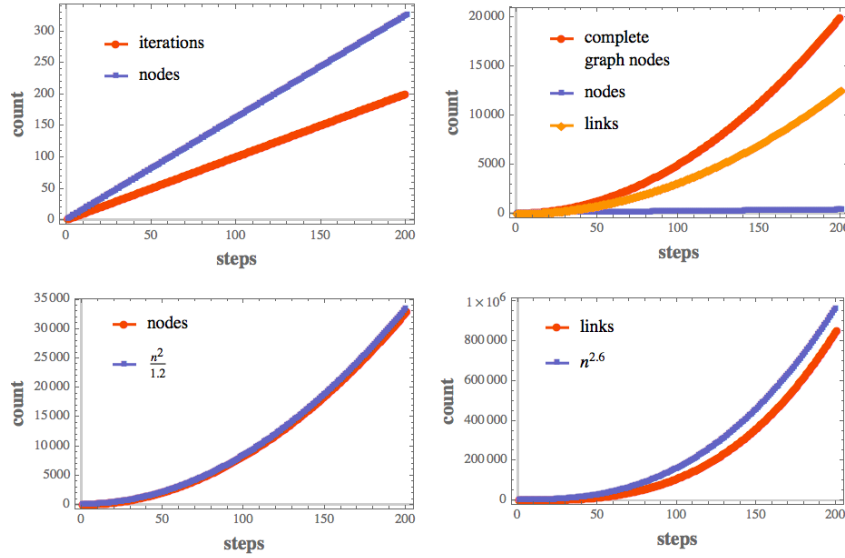 300
250
200
150
100
50
0
count
iterations
nodes
0
50
100
150
200
steps
20000
15000
10000
5000
0
count
complete
graph nodes
nodes
links
0
50
100
150
200
steps
35000
30000
25000
20000
15000
10000
5000
0
count
nodes
n²/1.2
0
50
100
150
200
steps
1×10⁶
800000
600000
400000
200000
0
count
links
n^2.6
0
50
100
150
200
steps